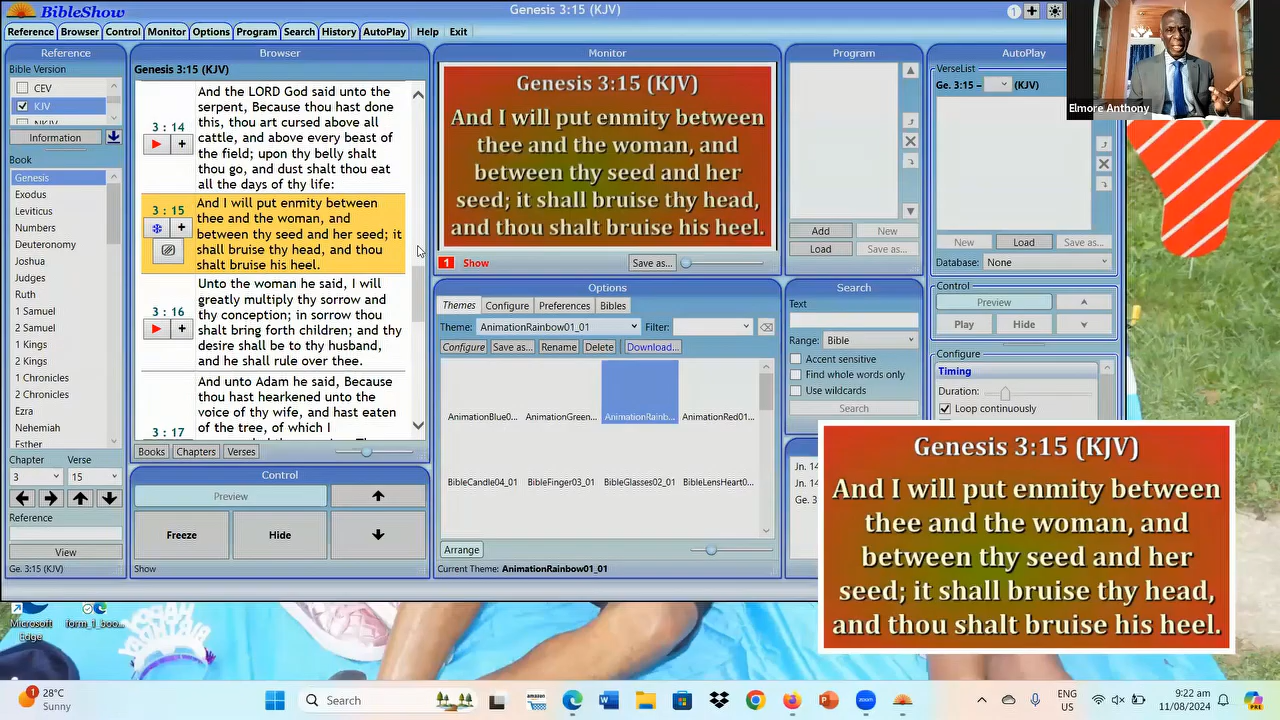 BibleShow
Genesis 3:15 (KJV)
1
Reference Browser Control Monitor Options Program Search History AutoPlay Help Exit
Reference
Bible Version
CEV
KJV
Information
Book
Genesis
Exodus
Leviticus
Numbers
Deuteronomy
Joshua
Judges
Ruth
1 Samuel
2 Samuel
1 Kings
2 Kings
1 Chronicles
2 Chronicles
Ezra
Nehemiah
Esther
Chapter Verse
3 15
Reference
View
Ge. 3:15 (KJV)
Browser
Genesis 3:15 (KJV)
3 : 14
And the LORD God said unto the
serpent, Because thou hast done
this, thou art cursed above all
cattle, and above every beast of
the field; upon thy belly shalt
thou go, and dust shalt thou eat
all the days of thy life:
3 : 15
And I will put enmity between
thee and the woman, and
between thy seed and her seed; it
shall bruise thy head, and thou
shalt bruise his heel.
3 : 16
Unto the woman he said, I will
greatly multiply thy sorrow and
thy conception; in sorrow thou
shalt bring forth children; and thy
desire shall be to thy husband,
and he shall rule over thee.
3 : 17
And unto Adam he said, Because
thou hast hearkened unto the
voice of thy wife, and hast eaten
of the tree, of which I
Books Chapters Verses
Control
Preview
Freeze Hide
Show
Monitor
Genesis 3:15 (KJV)
And I will put enmity between
thee and the woman, and
between thy seed and her
seed; it shall bruise thy head,
and thou shalt bruise his heel.
1 Show Save as...
Options
Themes Configure Preferences Bibles
Theme: AnimationRainbow01_01 Filter:
Configure Save as... Rename Delete Download...
AnimationBlue0... AnimationGreen... AnimationRainb... AnimationRed01...
BibleCandle04_01 BibleFinger03_01 BibleGlasses02_01 BibleLensHeart0...
Arrange
Current Theme: AnimationRainbow01_01
Program
Add New
Load Save as...
Search
Text
Range: Bible
Accent sensitive
Find whole words only
Use wildcards
Search
Jn. 14
Jn. 14
Ge. 3
AutoPlay
VerseList
Ge. 3:15 – (KJV)
New Load Save as...
Database: None
Control
Preview
Play Hide
Configure
Timing
Duration:
Loop continuously
Elmore Anthony
Genesis 3:15 (KJV)
And I will put enmity between
thee and the woman, and
between thy seed and her
seed; it shall bruise thy head,
and thou shalt bruise his heel.
Microsoft
Edge
form_1_boo...
1
28°C
Sunny
Search
amazon
zoom
ENG
US
9:22 am
11/08/2024
PRE